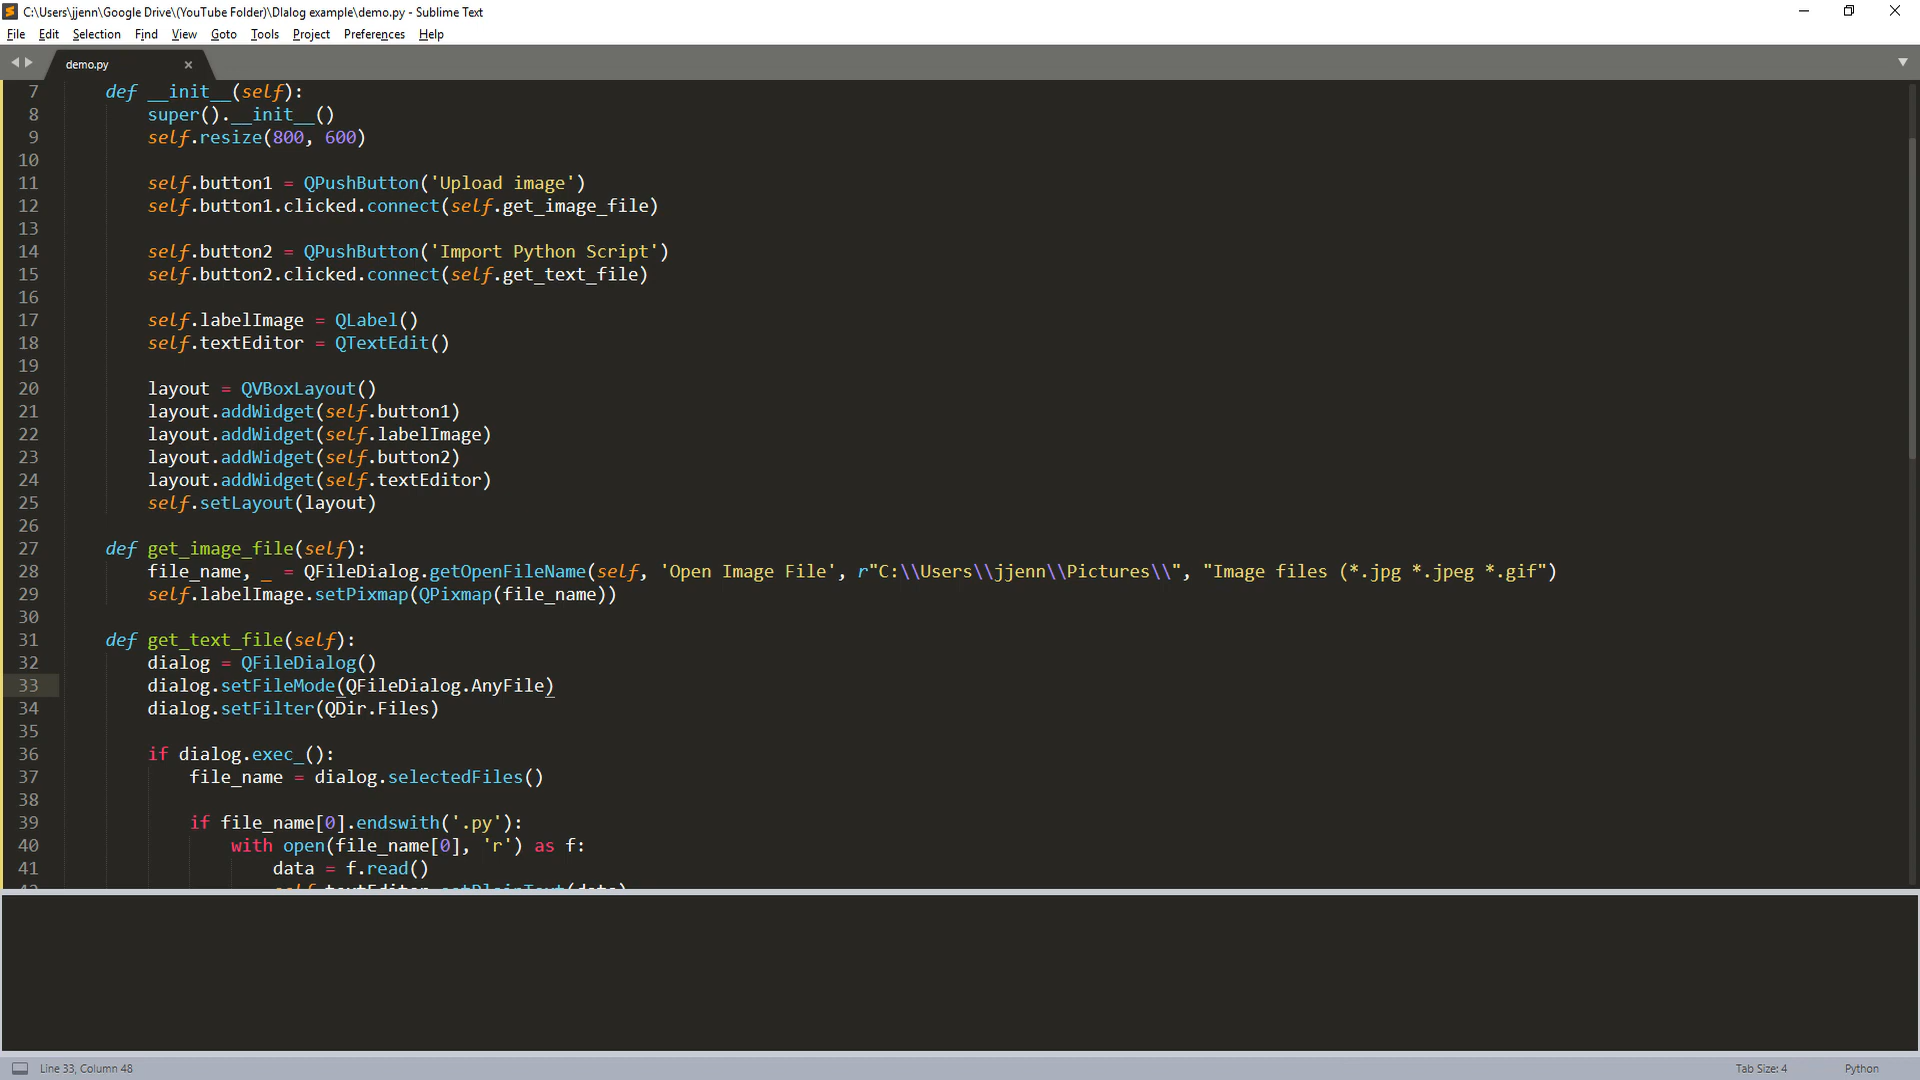 C:\Users\jjenn\Google Drive\(YouTube Folder)\DIalog example\demo.py - Sublime Text
File Edit Selection Find View Goto Tools Project Preferences Help
demo.py
7 def __init__(self):
8 super().__init__()
9 self.resize(800, 600)
10
11 self.button1 = QPushButton('Upload image')
12 self.button1.clicked.connect(self.get_image_file)
13
14 self.button2 = QPushButton('Import Python Script')
15 self.button2.clicked.connect(self.get_text_file)
16
17 self.labelImage = QLabel()
18 self.textEditor = QTextEdit()
19
20 layout = QVBoxLayout()
21 layout.addWidget(self.button1)
22 layout.addWidget(self.labelImage)
23 layout.addWidget(self.button2)
24 layout.addWidget(self.textEditor)
25 self.setLayout(layout)
26
27 def get_image_file(self):
28 file_name, _ = QFileDialog.getOpenFileName(self, 'Open Image File', r"C:\\Users\\jjenn\\Pictures\\", "Image files (*.jpg *.jpeg *.gif")
29 self.labelImage.setPixmap(QPixmap(file_name))
30
31 def get_text_file(self):
32 dialog = QFileDialog()
33 dialog.setFileMode(QFileDialog.AnyFile)
34 dialog.setFilter(QDir.Files)
35
36 if dialog.exec_():
37 file_name = dialog.selectedFiles()
38
39 if file_name[0].endswith('.py'):
40 with open(file_name[0], 'r') as f:
41 data = f.read()
42 self.textEditor.setPlainText(data)
Line 33, Column 48
Tab Size: 4
Python